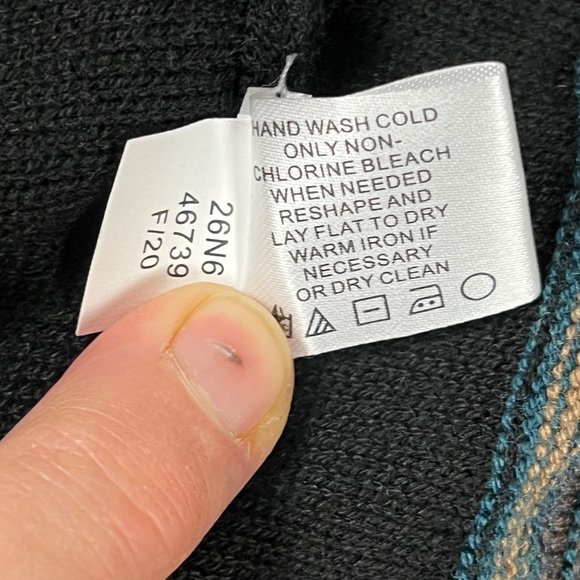 HAND WASH COLD
ONLY NON-
CHLORINE BLEACH
WHEN NEEDED
RESHAPE AND
LAY FLAT TO DRY
WARM IRON IF
NECESSARY
OR DRY CLEAN
26N6
46739
F120